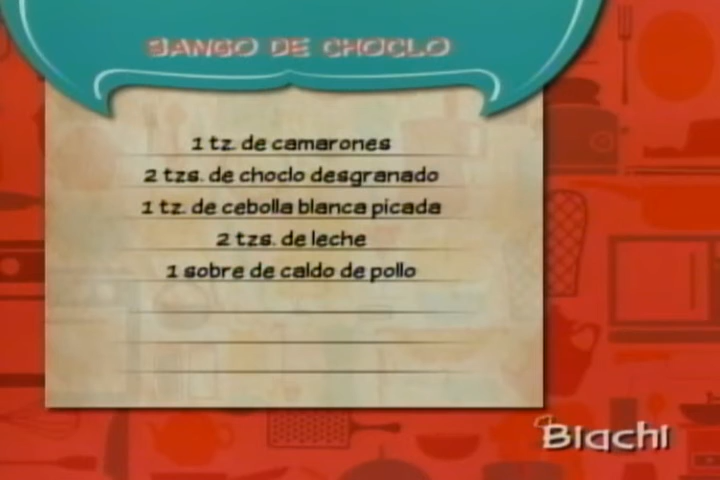 SANGO DE CHOCLO
1 tz. de camarones
2 tzs. de choclo desgranado
1 tz. de cebolla blanca picada
2 tzs. de leche
1 sobre de caldo de pollo
Blachi